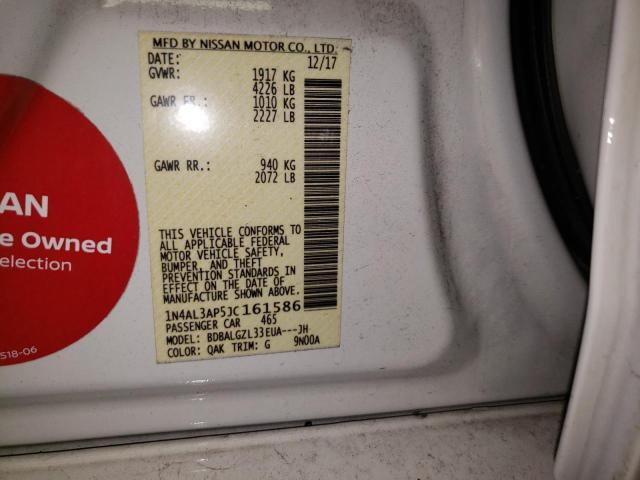 MFD BY NISSAN MOTOR CO., LTD.
DATE: 12/17
GVWR: 1917 KG
4226 LB
GAWR FR.: 1010 KG
2227 LB
GAWR RR.: 940 KG
2072 LB
THIS VEHICLE CONFORMS TO
ALL APPLICABLE FEDERAL
MOTOR VEHICLE SAFETY,
BUMPER, AND THEFT
PREVENTION STANDARDS IN
EFFECT ON THE DATE OF
MANUFACTURE SHOWN ABOVE.
1N4AL3AP5JC161586
PASSENGER CAR 465
MODEL: BDBALGZL33EUA---JH
COLOR: QAK TRIM: G 9N00A
AN
e Owned
election
518-06